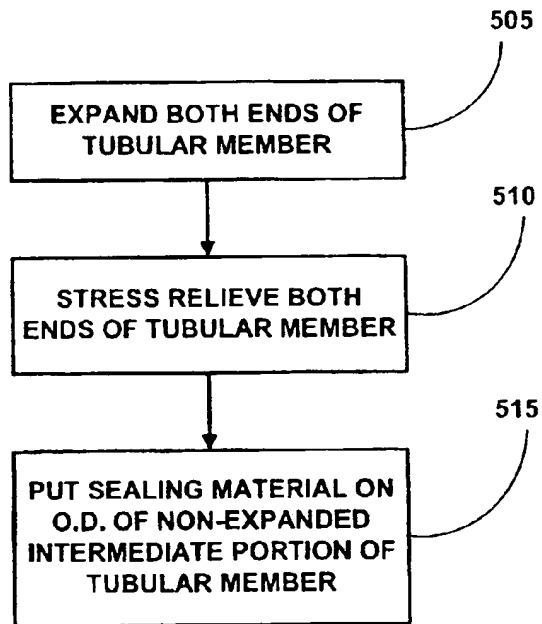 505
EXPAND BOTH ENDS OF
TUBULAR MEMBER
510
STRESS RELIEVE BOTH
ENDS OF TUBULAR MEMBER
515
PUT SEALING MATERIAL ON
O.D. OF NON-EXPANDED
INTERMEDIATE PORTION OF
TUBULAR MEMBER